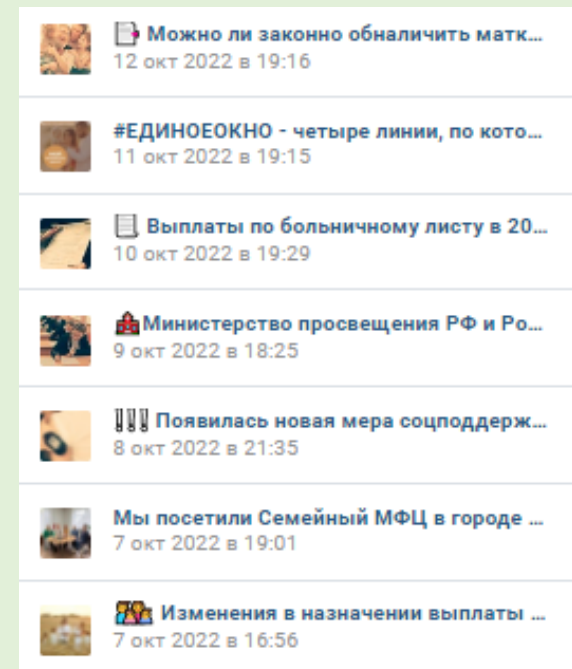 📑 Можно ли законно обналичить матк...
12 окт 2022 в 19:16
#ЕДИНОЕОКНО - четыре линии, по кото...
11 окт 2022 в 19:15
📃 Выплаты по больничному листу в 20...
10 окт 2022 в 19:29
🏫Министерство просвещения РФ и Ро...
9 окт 2022 в 18:25
‼‼‼ Появилась новая мера соцподдерж...
8 окт 2022 в 21:35
Мы посетили Семейный МФЦ в городе ...
7 окт 2022 в 19:01
👨‍👩‍👧 Изменения в назначении выплаты ...
7 окт 2022 в 16:56